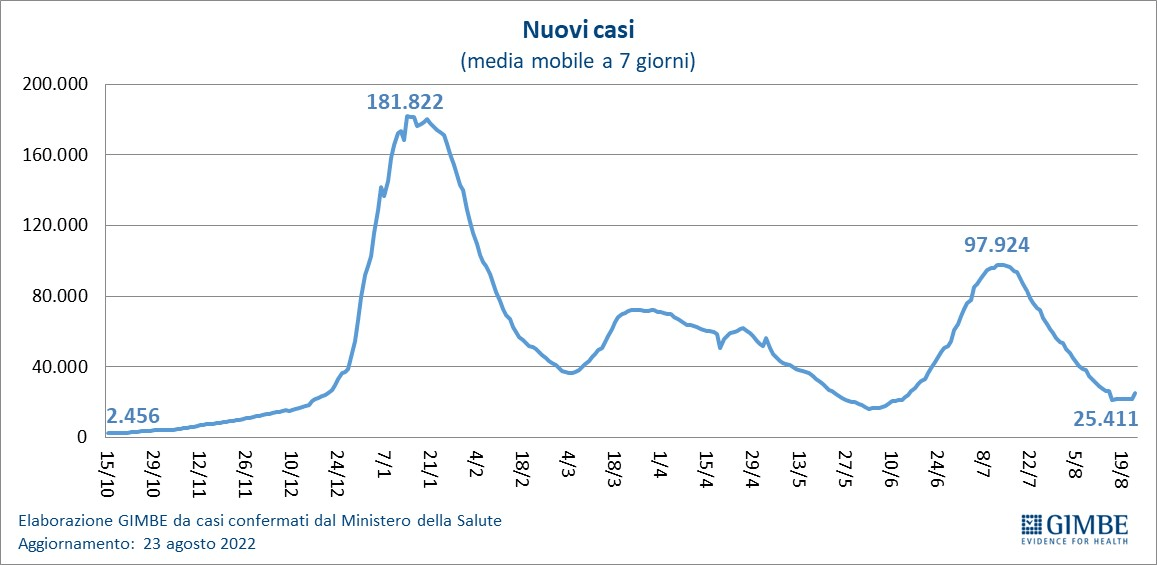 Nuovi casi
(media mobile a 7 giorni)
200.000
181.822
160.000
120.000
97.924
80.000
40.000
2.456
25.411
0
15/10 29/10 12/11 26/11 10/12 24/12 7/1 21/1 4/2 18/2 4/3 18/3 1/4 15/4 29/4 13/5 27/5 10/6 24/6 8/7 22/7 5/8 19/8
Elaborazione GIMBE da casi confermati dal Ministero della Salute
Aggiornamento: 23 agosto 2022
GIMBE
EVIDENCE FOR HEALTH